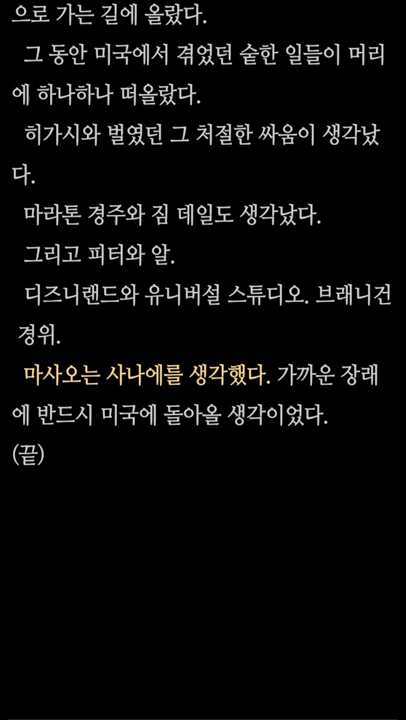 으로 가는 길에 올랐다.
그 동안 미국에서 겪었던 숱한 일들이 머리
에 하나하나 떠올랐다.
히가시와 벌였던 그 처절한 싸움이 생각났
다.
마라톤 경주와 짐 데일도 생각났다.
그리고 피터와 알.
디즈니랜드와 유니버설 스튜디오. 브래니건
경위.
마사오는 사나에를 생각했다. 가까운 장래
에 반드시 미국에 돌아올 생각이었다.
(끝)